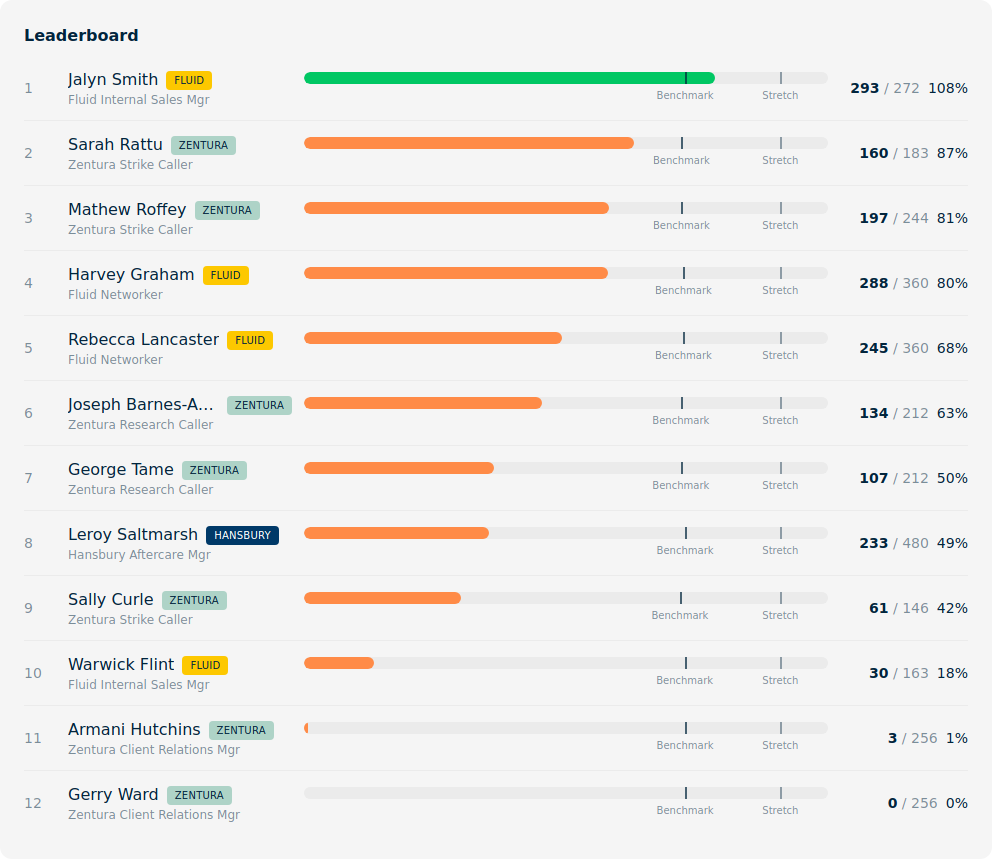 Leaderboard
1 Jalyn Smith FLUID 293 / 272 108%
Fluid Internal Sales Mgr Benchmark Stretch
2 Sarah Rattu ZENTURA 160 / 183 87%
Zentura Strike Caller Benchmark Stretch
3 Mathew Roffey ZENTURA 197 / 244 81%
Zentura Strike Caller Benchmark Stretch
4 Harvey Graham FLUID 288 / 360 80%
Fluid Networker Benchmark Stretch
5 Rebecca Lancaster FLUID 245 / 360 68%
Fluid Networker Benchmark Stretch
6 Joseph Barnes-A... ZENTURA 134 / 212 63%
Zentura Research Caller Benchmark Stretch
7 George Tame ZENTURA 107 / 212 50%
Zentura Research Caller Benchmark Stretch
8 Leroy Saltmarsh HANSBURY 233 / 480 49%
Hansbury Aftercare Mgr Benchmark Stretch
9 Sally Curle ZENTURA 61 / 146 42%
Zentura Strike Caller Benchmark Stretch
10 Warwick Flint FLUID 30 / 163 18%
Fluid Internal Sales Mgr Benchmark Stretch
11 Armani Hutchins ZENTURA 3 / 256 1%
Zentura Client Relations Mgr Benchmark Stretch
12 Gerry Ward ZENTURA 0 / 256 0%
Zentura Client Relations Mgr Benchmark Stretch